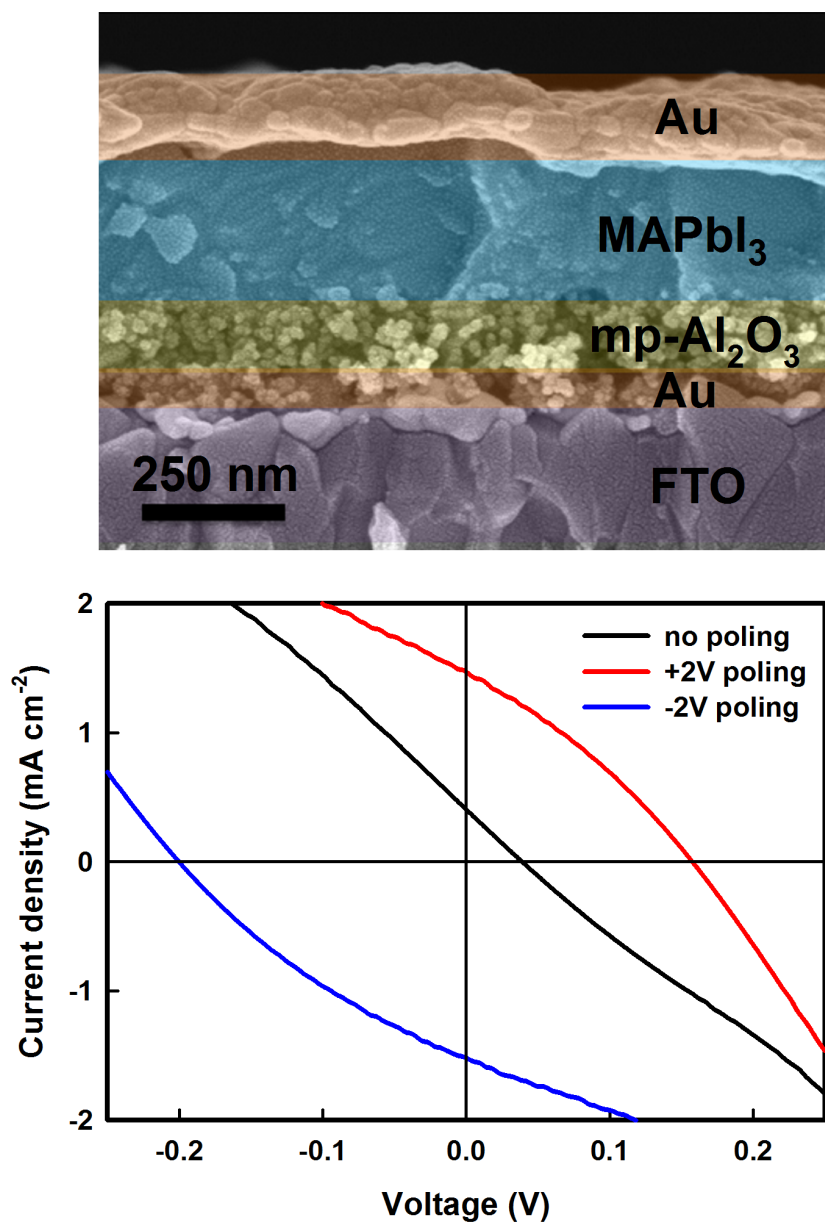 Au
MAPbI₃
mp-Al₂O₃
Au
250 nm
FTO
2
no poling
+2V poling
-2V poling
1
0
-1
-2
-0.2 -0.1 0.0 0.1 0.2
Current density (mA cm⁻²)
Voltage (V)